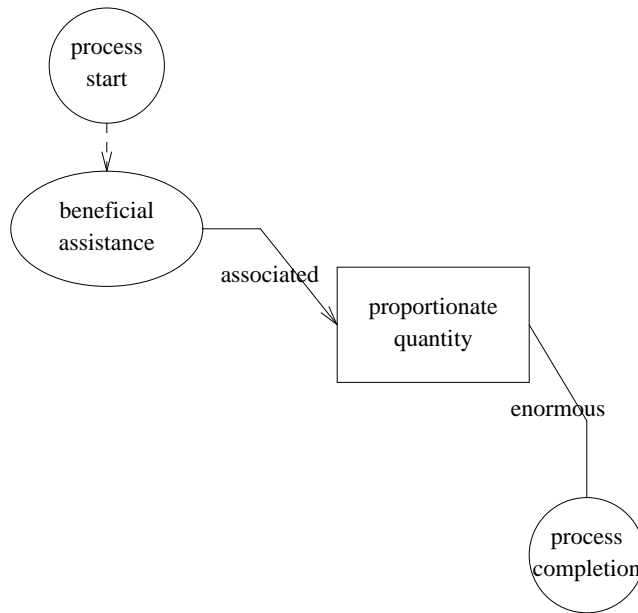 process
start
beneficial
assistance
associated
proportionate
quantity
enormous
process
completion